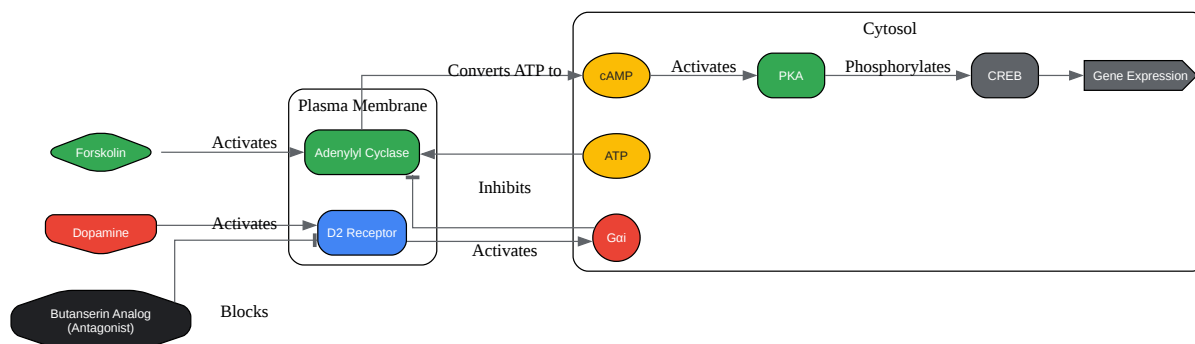 Cytosol
Converts ATP to
cAMP
Activates
PKA
Phosphorylates
CREB
Gene Expression
Plasma Membrane
Forskolin
Activates
Adenylyl Cyclase
ATP
Inhibits
Dopamine
Activates
D2 Receptor
Activates
Gαi
Butanserin Analog
(Antagonist)
Blocks